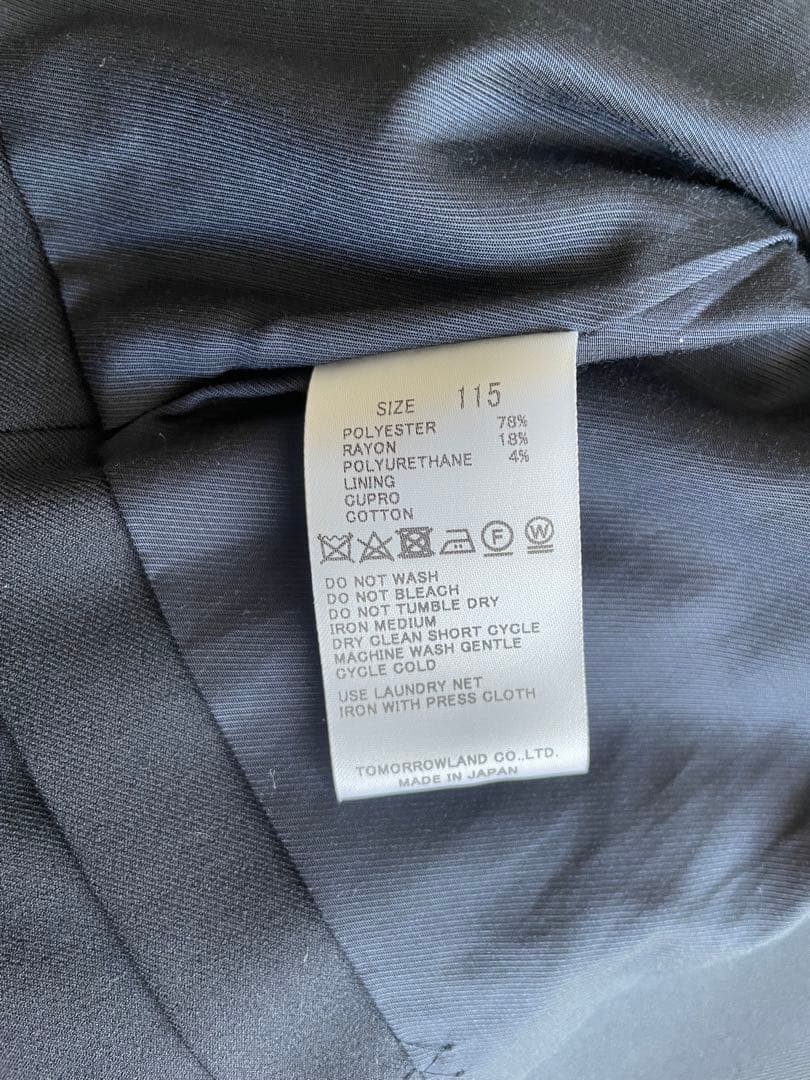 SIZE 115
POLYESTER 78%
RAYON 18%
POLYURETHANE 4%
LINING
CUPRO
COTTON
F W
DO NOT WASH
DO NOT BLEACH
DO NOT TUMBLE DRY
IRON MEDIUM
DRY CLEAN SHORT CYCLE
MACHINE WASH GENTLE
CYCLE COLD
USE LAUNDRY NET
IRON WITH PRESS CLOTH
TOMORROWLAND CO.,LTD.
MADE IN JAPAN